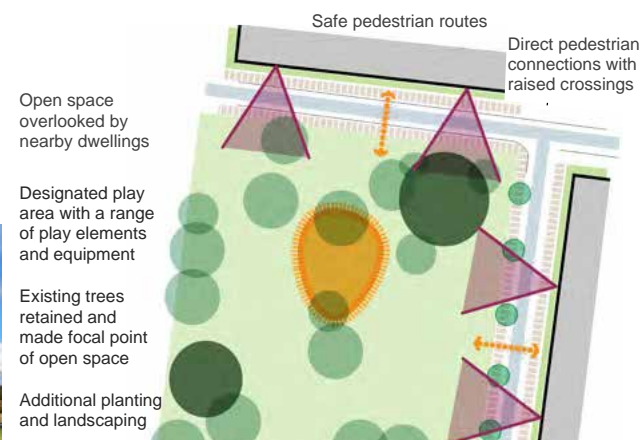 Safe pedestrian routes
Direct pedestrian
connections with
raised crossings
Open space
overlooked by
nearby dwellings
Designated play
area with a range
of play elements
and equipment
Existing trees
retained and
made focal point
of open space
Additional planting
and landscaping